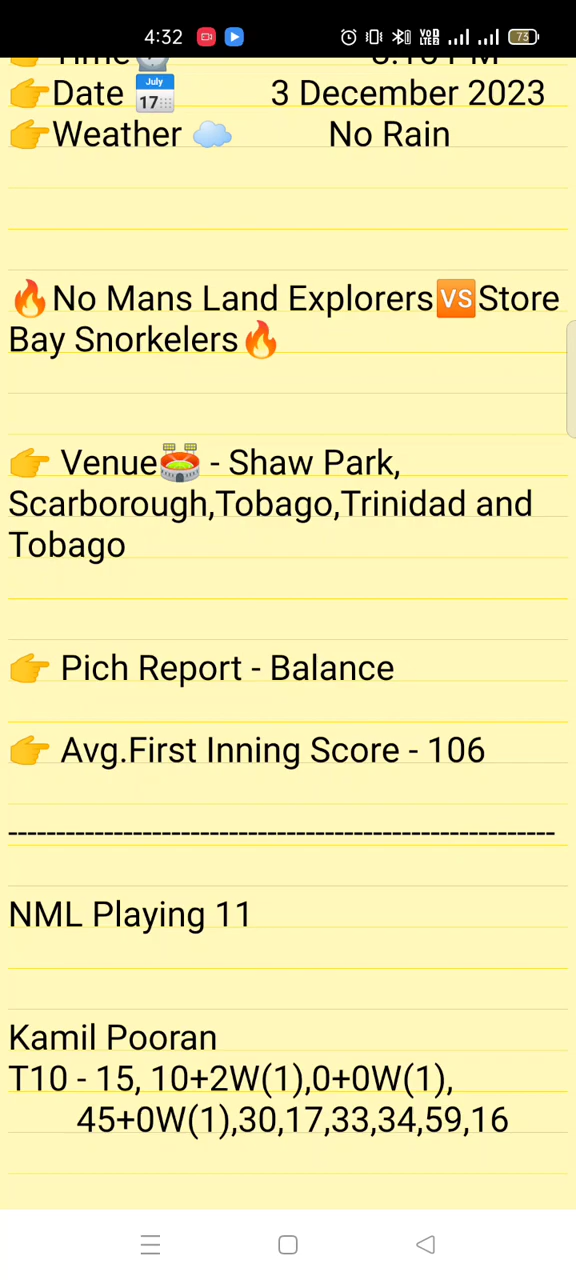 4:32 73
👉Date 📅 3 December 2023
👉Weather ☁️ No Rain
🔥No Mans Land Explorers🆚Store
Bay Snorkelers🔥
👉 Venue🏟️ - Shaw Park,
Scarborough,Tobago,Trinidad and
Tobago
👉 Pich Report - Balance
👉 Avg.First Inning Score - 106
---------------------------------------------------------
NML Playing 11
Kamil Pooran
T10 - 15, 10+2W(1),0+0W(1),
45+0W(1),30,17,33,34,59,16